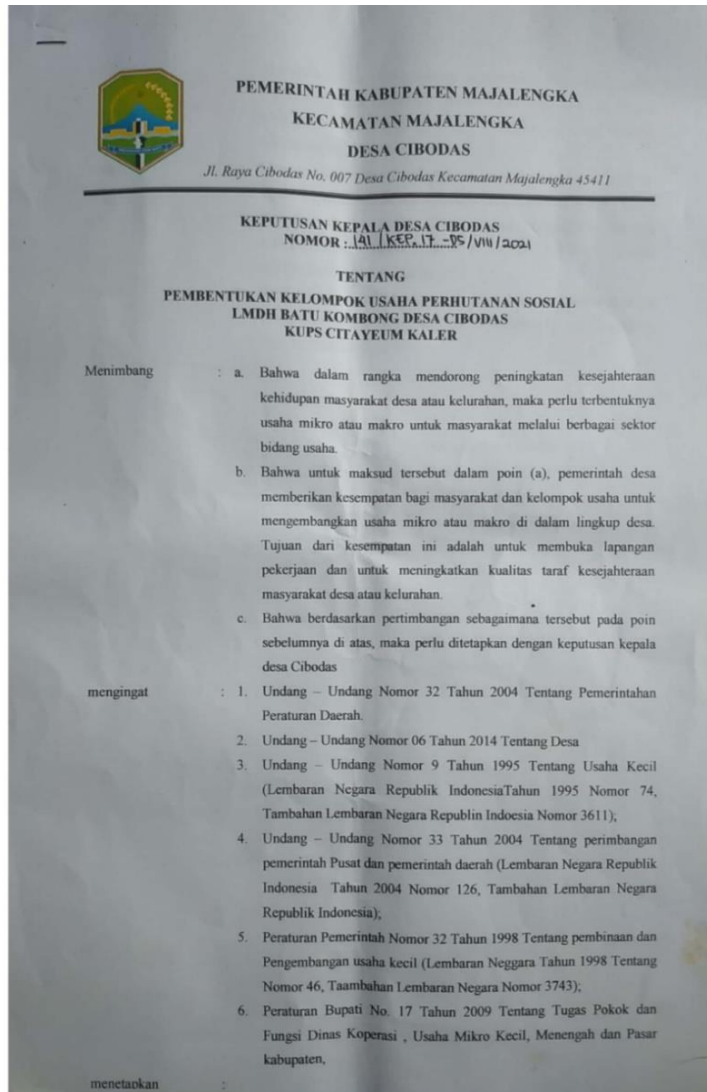 PEMERINTAH KABUPATEN MAJALENGKA
KECAMATAN MAJALENGKA
DESA CIBODAS
Jl. Raya Cibodas No. 007 Desa Cibodas Kecamatan Majalengka 45411
KEPUTUSAN KEPALA DESA CIBODAS
NOMOR : 141 / KEP. 17 -DS / VIII / 2021
TENTANG
PEMBENTUKAN KELOMPOK USAHA PERHUTANAN SOSIAL
LMDH BATU KOMBONG DESA CIBODAS
KUPS CITAYEUM KALER
Menimbang : a. Bahwa dalam rangka mendorong peningkatan kesejahteraan
kehidupan masyarakat desa atau kelurahan, maka perlu terbentuknya
usaha mikro atau makro untuk masyarakat melalui berbagai sektor
bidang usaha.
b. Bahwa untuk maksud tersebut dalam poin (a), pemerintah desa
memberikan kesempatan bagi masyarakat dan kelompok usaha untuk
mengembangkan usaha mikro atau makro di dalam lingkup desa.
Tujuan dari kesempatan ini adalah untuk membuka lapangan
pekerjaan dan untuk meningkatkan kualitas taraf kesejahteraan
masyarakat desa atau kelurahan.
c. Bahwa berdasarkan pertimbangan sebagaimana tersebut pada poin
sebelumnya di atas, maka perlu ditetapkan dengan keputusan kepala
desa Cibodas
mengingat : 1. Undang – Undang Nomor 32 Tahun 2004 Tentang Pemerintahan
Peraturan Daerah.
2. Undang – Undang Nomor 06 Tahun 2014 Tentang Desa
3. Undang – Undang Nomor 9 Tahun 1995 Tentang Usaha Kecil
(Lembaran Negara Republik IndonesiaTahun 1995 Nomor 74,
Tambahan Lembaran Negara Republin Indoesia Nomor 3611);
4. Undang – Undang Nomor 33 Tahun 2004 Tentang perimbangan
pemerintah Pusat dan pemerintah daerah (Lembaran Negara Republik
Indonesia Tahun 2004 Nomor 126, Tambahan Lembaran Negara
Republik Indonesia);
5. Peraturan Pemerintah Nomor 32 Tahun 1998 Tentang pembinaan dan
Pengembangan usaha kecil (Lembaran Neggara Tahun 1998 Tentang
Nomor 46, Taambahan Lembaran Negara Nomor 3743);
6. Peraturan Bupati No. 17 Tahun 2009 Tentang Tugas Pokok dan
Fungsi Dinas Koperasi , Usaha Mikro Kecil, Menengah dan Pasar
kabupaten,
menetapkan :